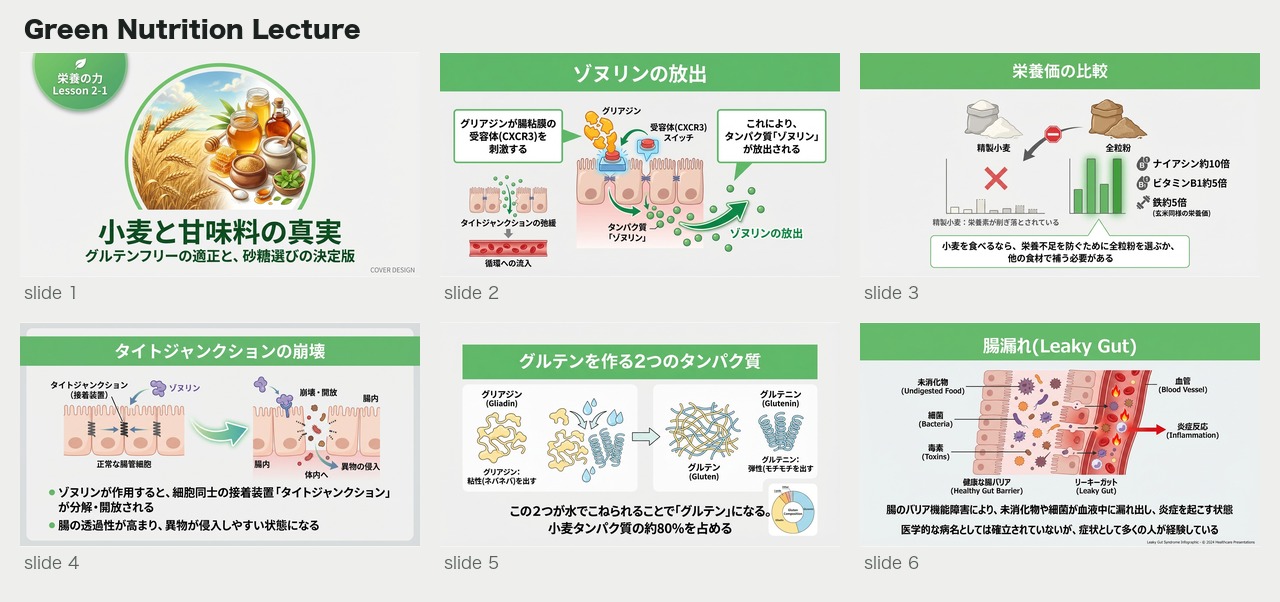 Green Nutrition Lecture
栄養の力
Lesson 2-1
小麦と甘味料の真実
グルテンフリーの適正と、砂糖選びの決定版
COVER DESIGN
slide 1
ゾヌリンの放出
グリアジンが腸粘膜の
受容体(CXCR3)を
刺激する
グリアジン
受容体(CXCR3)
スイッチ
これにより、
タンパク質「ゾヌリン」
が放出される
タイトジャンクションの弛緩
循環への流入
タンパク質
「ゾヌリン」
ゾヌリンの放出
slide 2
栄養価の比較
精製小麦
全粒粉
ナイアシン約10倍
ビタミンB1約5倍
鉄約5倍
(玄米同様の栄養価)
精製小麦：栄養素が削ぎ落とされている
小麦を食べるなら、栄養不足を防ぐために全粒粉を選ぶか、
他の食材で補う必要がある
slide 3
タイトジャンクションの崩壊
タイトジャンクション
(接着装置)
ゾヌリン
正常な腸管細胞
崩壊・開放
腸内
腸内
体内へ
異物の侵入
● ゾヌリンが作用すると、細胞同士の接着装置「タイトジャンクション」
が分解・開放される
● 腸の透過性が高まり、異物が侵入しやすい状態になる
slide 4
グルテンを作る2つのタンパク質
グリアジン
(Gliadin)
グリアジン：
粘性(ネバネバ)を出す
グルテン
(Gluten)
グルテニン
(Glutenin)
グルテニン：
弾性(モチモチ)を出す
この2つが水でこねられることで「グルテン」になる。
小麦タンパク質の約80%を占める
slide 5
腸漏れ(Leaky Gut)
未消化物
(Undigested Food)
細菌
(Bacteria)
毒素
(Toxins)
血管
(Blood Vessel)
炎症反応
(Inflammation)
健康な腸バリア
(Healthy Gut Barrier)
リーキーガット
(Leaky Gut)
腸のバリア機能障害により、未消化物や細菌が血液中に漏れ出し、炎症を起こす状態
医学的な病名としては確立されていないが、症状として多くの人が経験している
Leaky Gut Syndrome Infographic - © 2024 Healthcare Presentations
slide 6